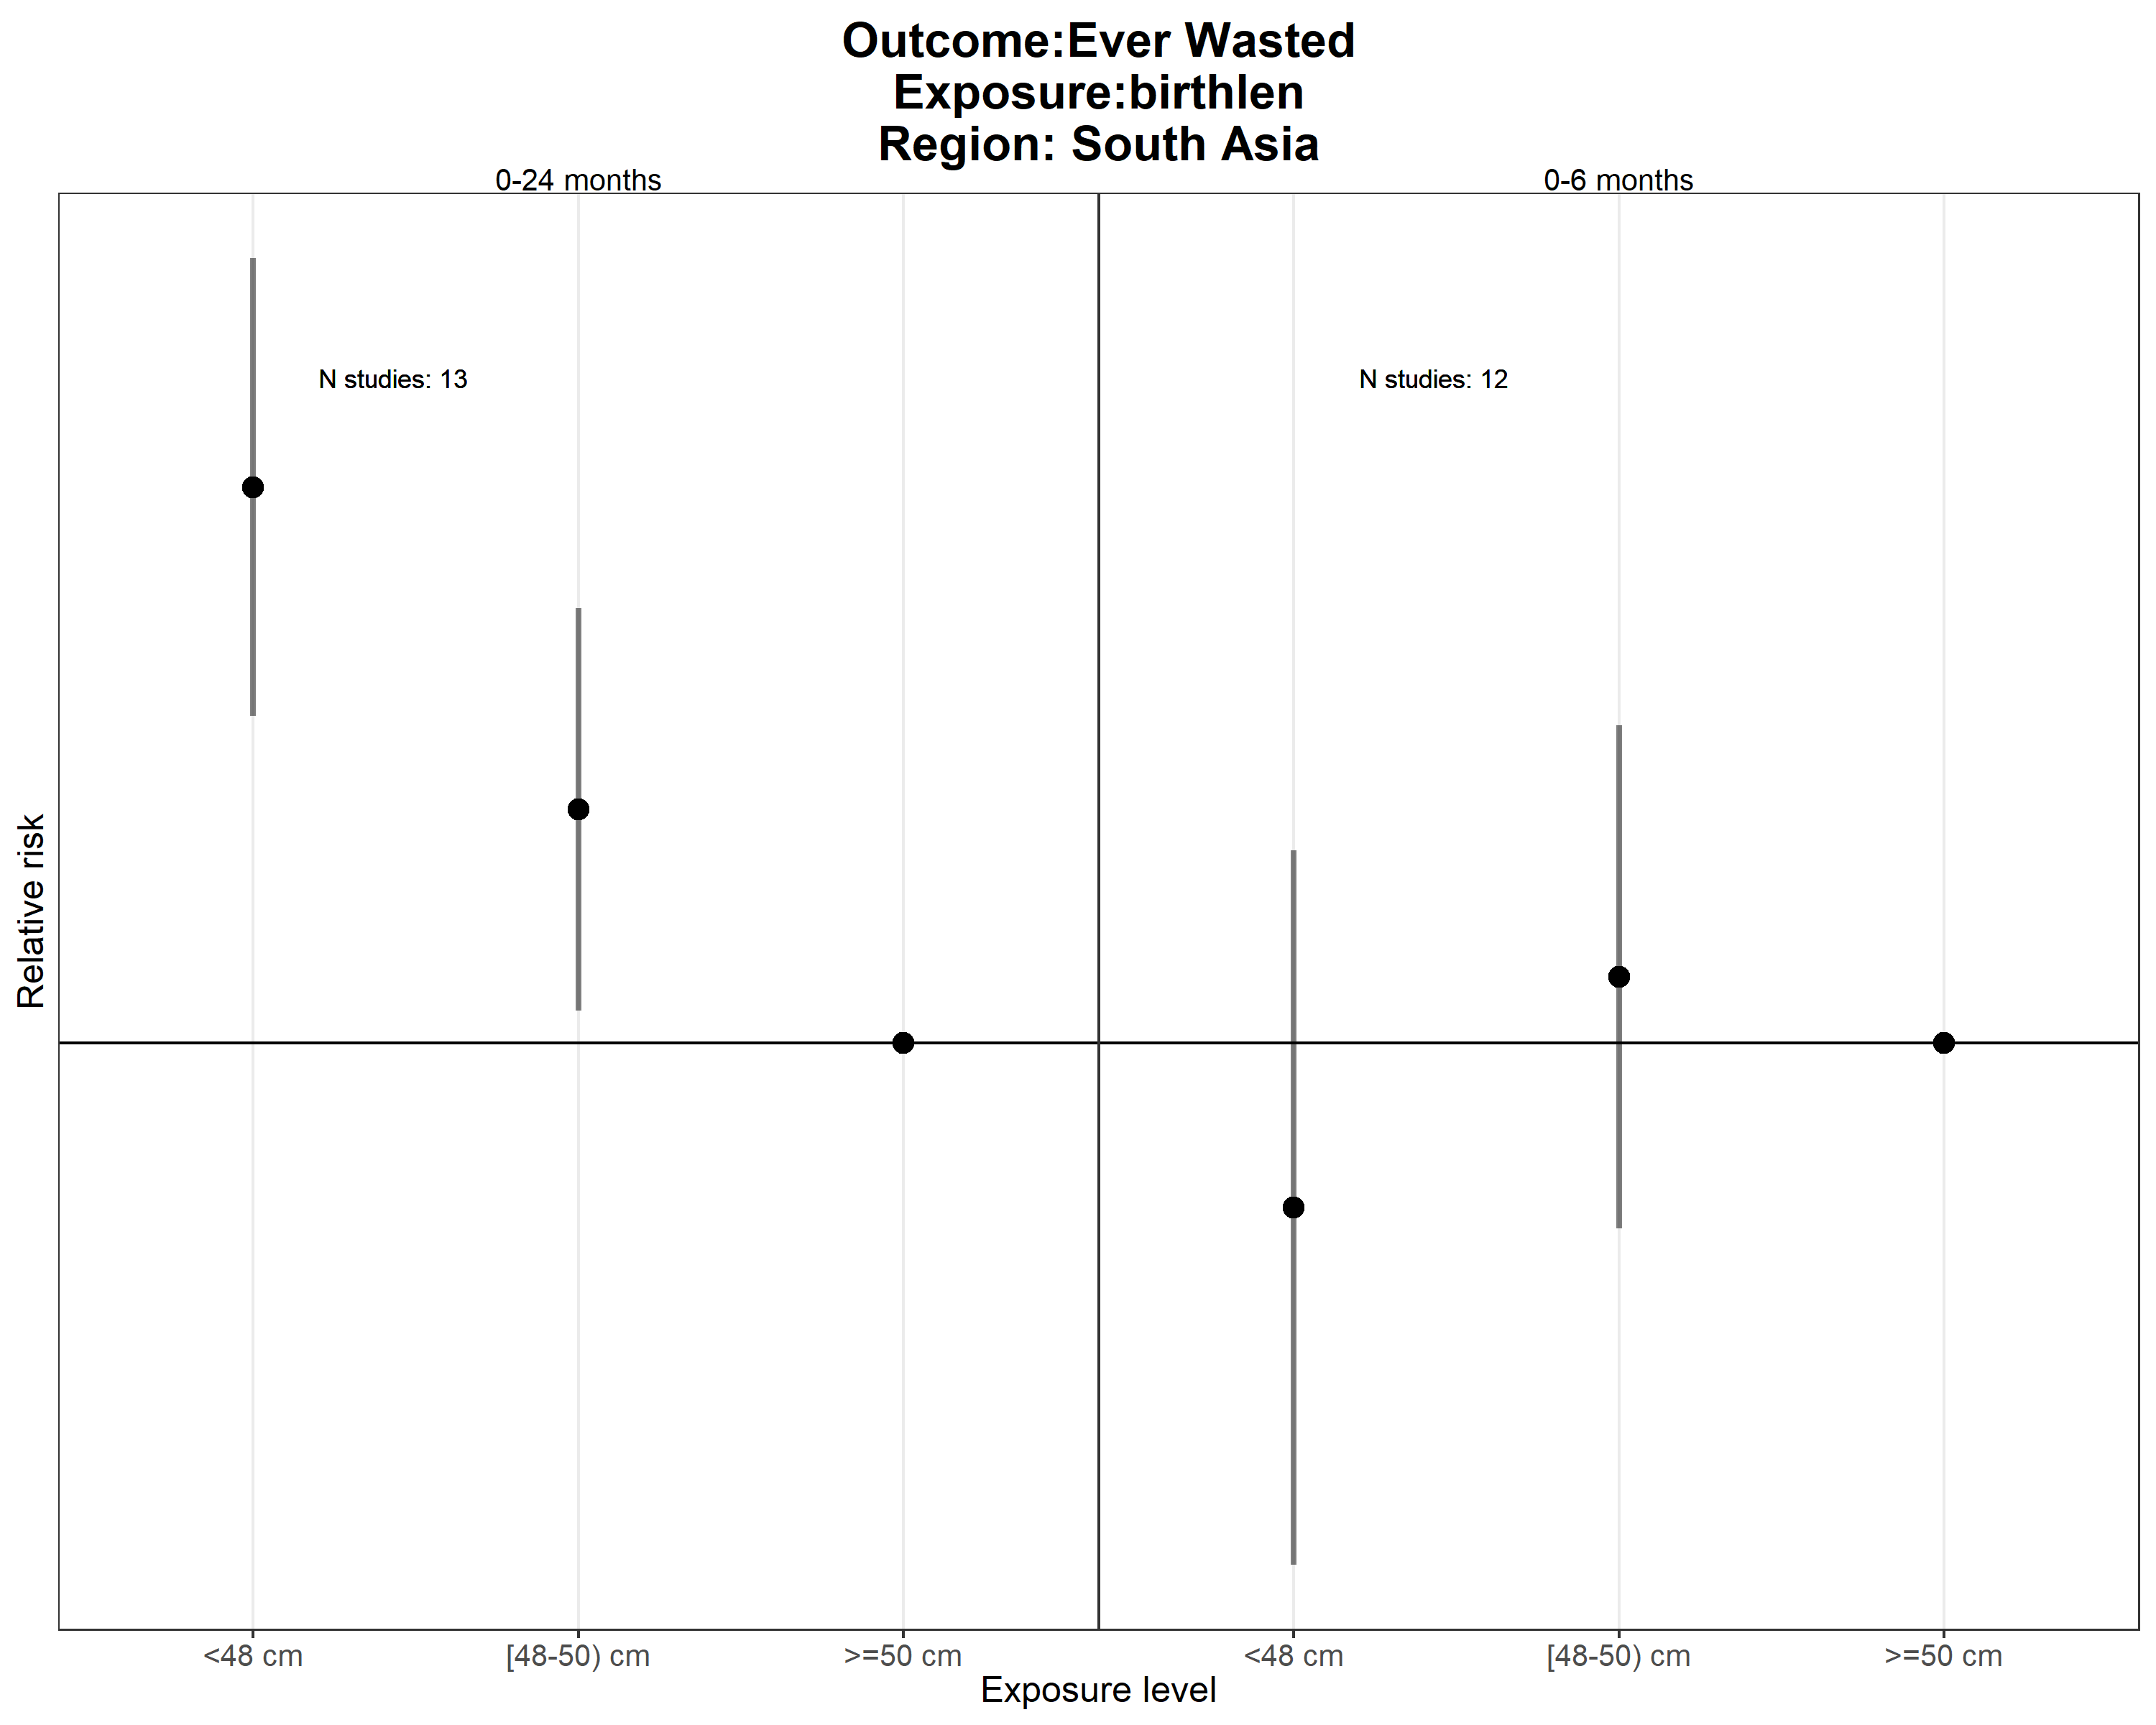 Outcome:Ever Wasted
Exposure:birthlen
Region: South Asia
0-24 months
0-6 months
N studies: 13
N studies: 12
Relative risk
<48 cm
[48-50) cm
>=50 cm
<48 cm
[48-50) cm
>=50 cm
Exposure level